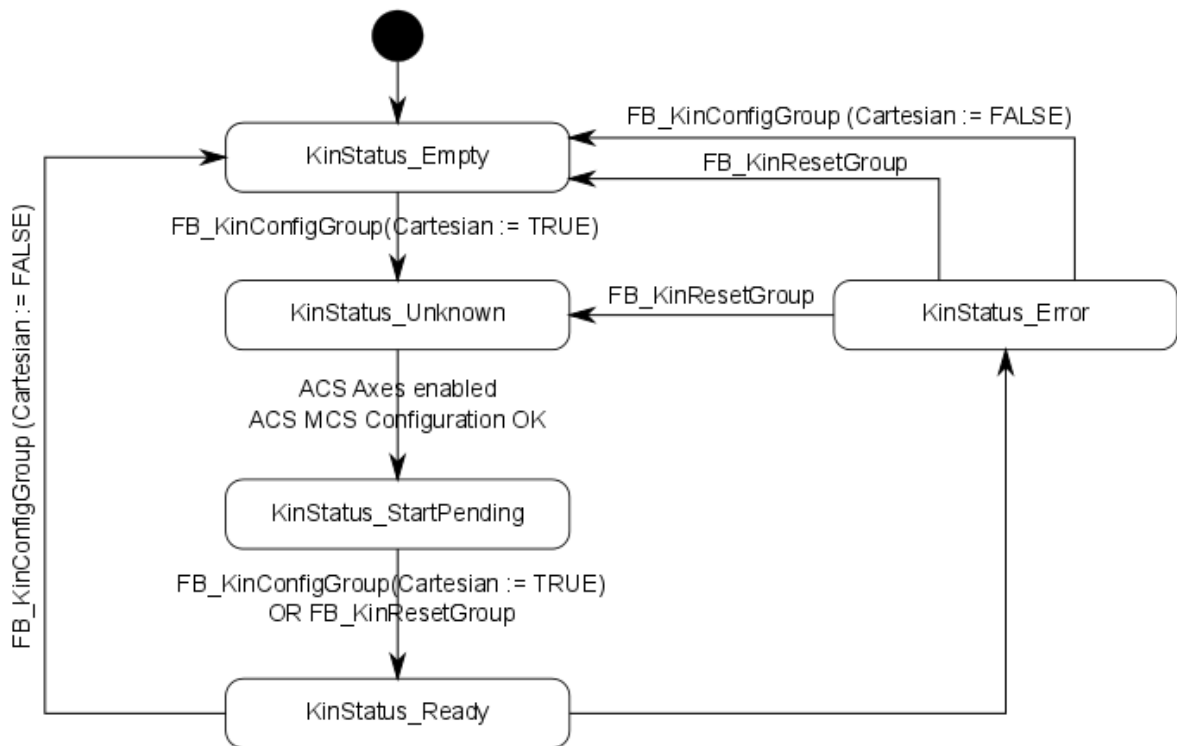 FB_KinConfigGroup (Cartesian := FALSE)
KinStatus_Empty
FB_KinResetGroup
FB_KinConfigGroup(Cartesian := TRUE)
FB_KinConfigGroup (Cartesian := FALSE)
KinStatus_Unknown
FB_KinResetGroup
KinStatus_Error
ACS Axes enabled
ACS MCS Configuration OK
KinStatus_StartPending
FB_KinConfigGroup(Cartesian := TRUE)
OR FB_KinResetGroup
KinStatus_Ready